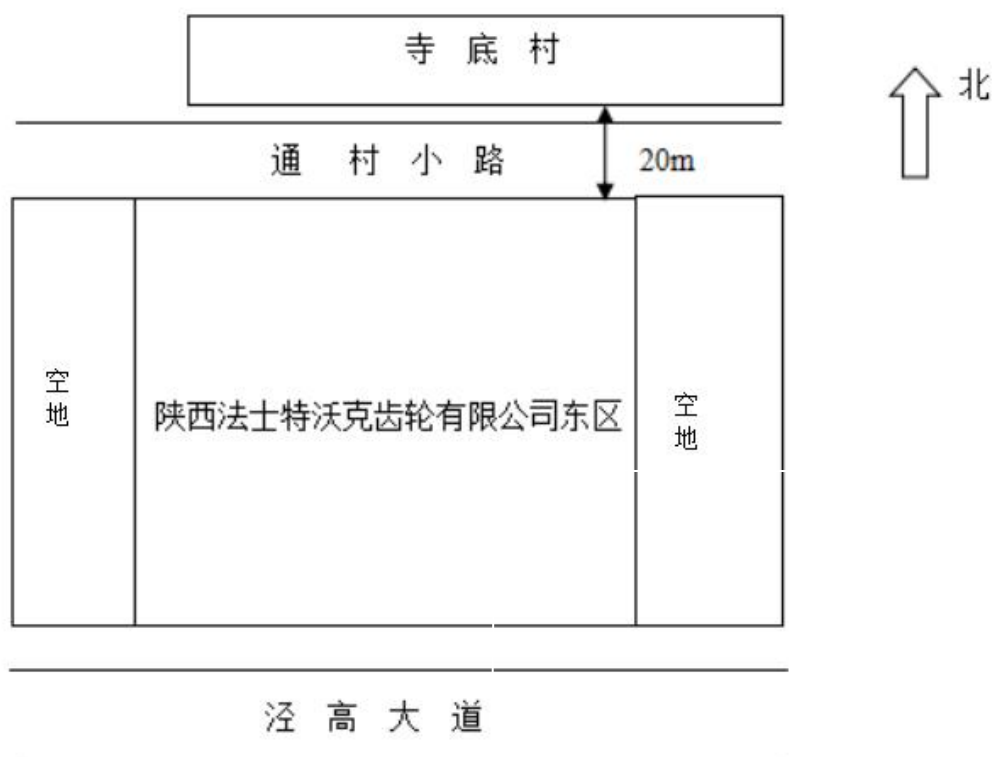 寺底村
北
通村小路
20m
空地
陕西法士特沃克齿轮有限公司东区
空地
泾高大道